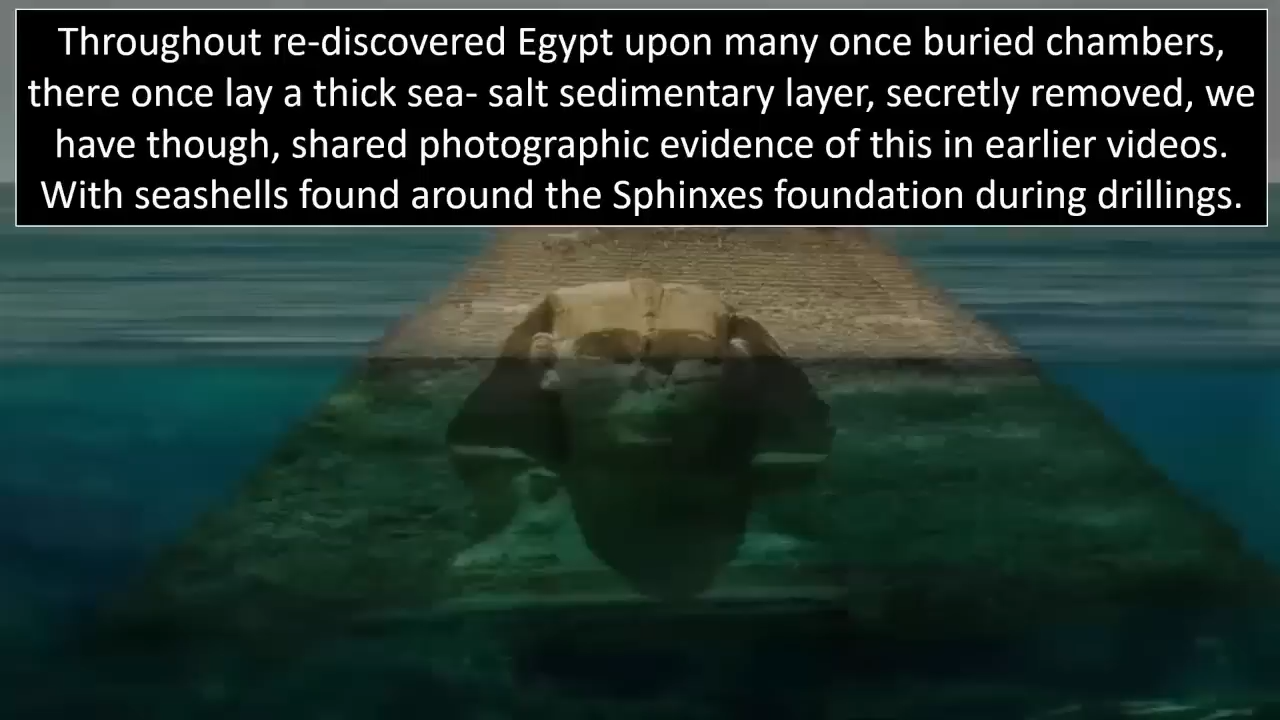 Throughout re-discovered Egypt upon many once buried chambers,
there once lay a thick sea- salt sedimentary layer, secretly removed, we
have though, shared photographic evidence of this in earlier videos.
With seashells found around the Sphinxes foundation during drillings.